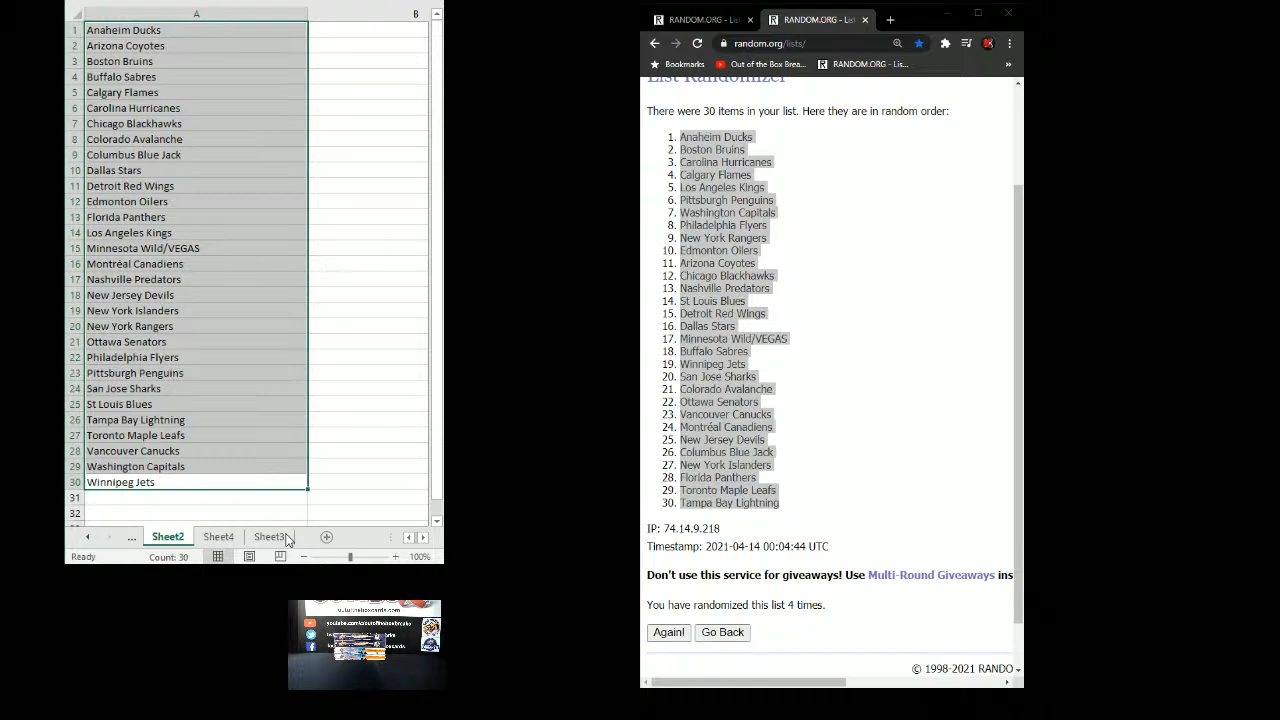 A
B
1 Anaheim Ducks
2 Arizona Coyotes
3 Boston Bruins
4 Buffalo Sabres
5 Calgary Flames
6 Carolina Hurricanes
7 Chicago Blackhawks
8 Colorado Avalanche
9 Columbus Blue Jack
10 Dallas Stars
11 Detroit Red Wings
12 Edmonton Oilers
13 Florida Panthers
14 Los Angeles Kings
15 Minnesota Wild/VEGAS
16 Montréal Canadiens
17 Nashville Predators
18 New Jersey Devils
19 New York Islanders
20 New York Rangers
21 Ottawa Senators
22 Philadelphia Flyers
23 Pittsburgh Penguins
24 San Jose Sharks
25 St Louis Blues
26 Tampa Bay Lightning
27 Toronto Maple Leafs
28 Vancouver Canucks
29 Washington Capitals
30 Winnipeg Jets
31
32
... Sheet2 Sheet4 Sheet3
Ready Count: 30 100%
outoftheboxcards.com
youtube.com/c/outoftheboxbreaks
RANDOM.ORG - Lis RANDOM.ORG - Lis
random.org/lists/
Bookmarks Out of the Box Brea... RANDOM.ORG - Lis... »
List Randomizer
There were 30 items in your list. Here they are in random order:
1. Anaheim Ducks
2. Boston Bruins
3. Carolina Hurricanes
4. Calgary Flames
5. Los Angeles Kings
6. Pittsburgh Penguins
7. Washington Capitals
8. Philadelphia Flyers
9. New York Rangers
10. Edmonton Oilers
11. Arizona Coyotes
12. Chicago Blackhawks
13. Nashville Predators
14. St Louis Blues
15. Detroit Red Wings
16. Dallas Stars
17. Minnesota Wild/VEGAS
18. Buffalo Sabres
19. Winnipeg Jets
20. San Jose Sharks
21. Colorado Avalanche
22. Ottawa Senators
23. Vancouver Canucks
24. Montréal Canadiens
25. New Jersey Devils
26. Columbus Blue Jack
27. New York Islanders
28. Florida Panthers
29. Toronto Maple Leafs
30. Tampa Bay Lightning
IP: 74.14.9.218
Timestamp: 2021-04-14 00:04:44 UTC
Don't use this service for giveaways! Use Multi-Round Giveaways ins
You have randomized this list 4 times.
Again! Go Back
© 1998-2021 RANDO